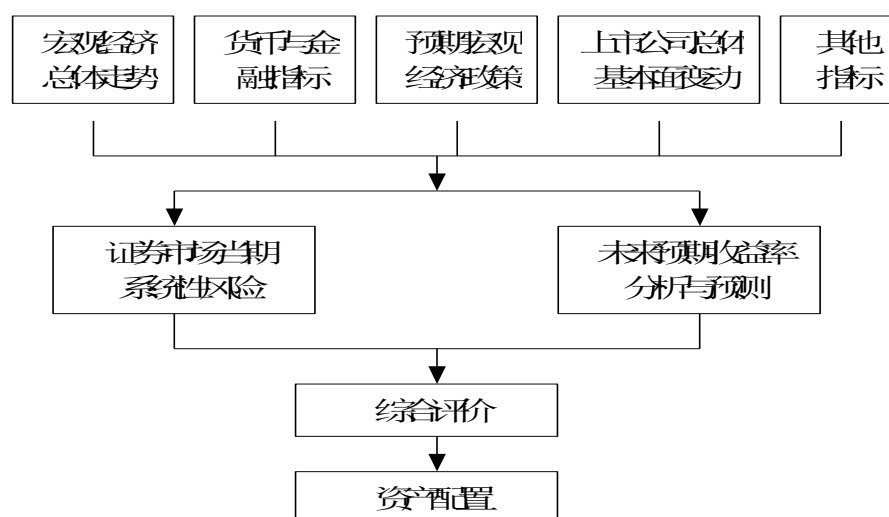 宏观经济
总体走势
货币与金
融指标
预期宏观
经济政策
上市公司总体
基本面变动
其他
指标
证券市场当期
系统性风险
未来预期收益率
分析与预测
综合评价
资产配置